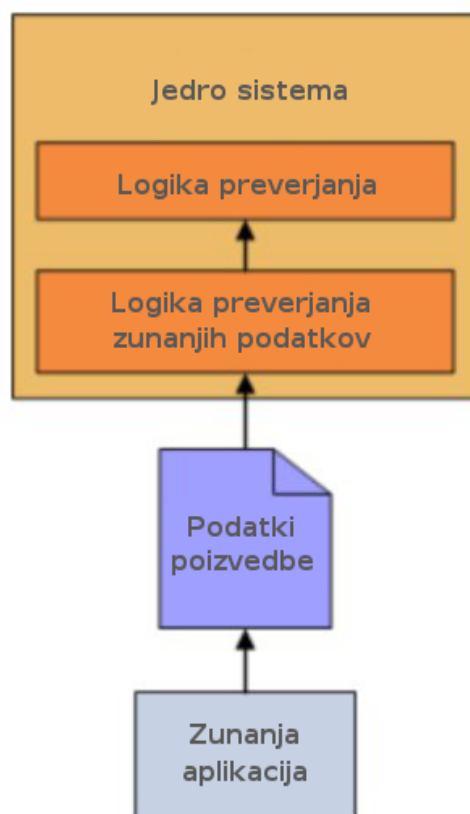 Jedro sistema
Logika preverjanja
Logika preverjanja
zunanjih podatkov
Podatki
poizvedbe
Zunanja
aplikacija